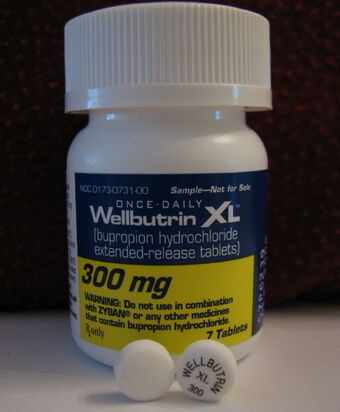 NDC 0173-0731-00
Sample—Not for Sale
ONCE-DAILY
Wellbutrin XL™
(bupropion hydrochloride
extended-release tablets)
300 mg
WARNING: Do not use in combination
with ZYBAN® or any other medicines
that contain bupropion hydrochloride.
℞ only
7 Tablets
WELLBUTRIN
XL
300